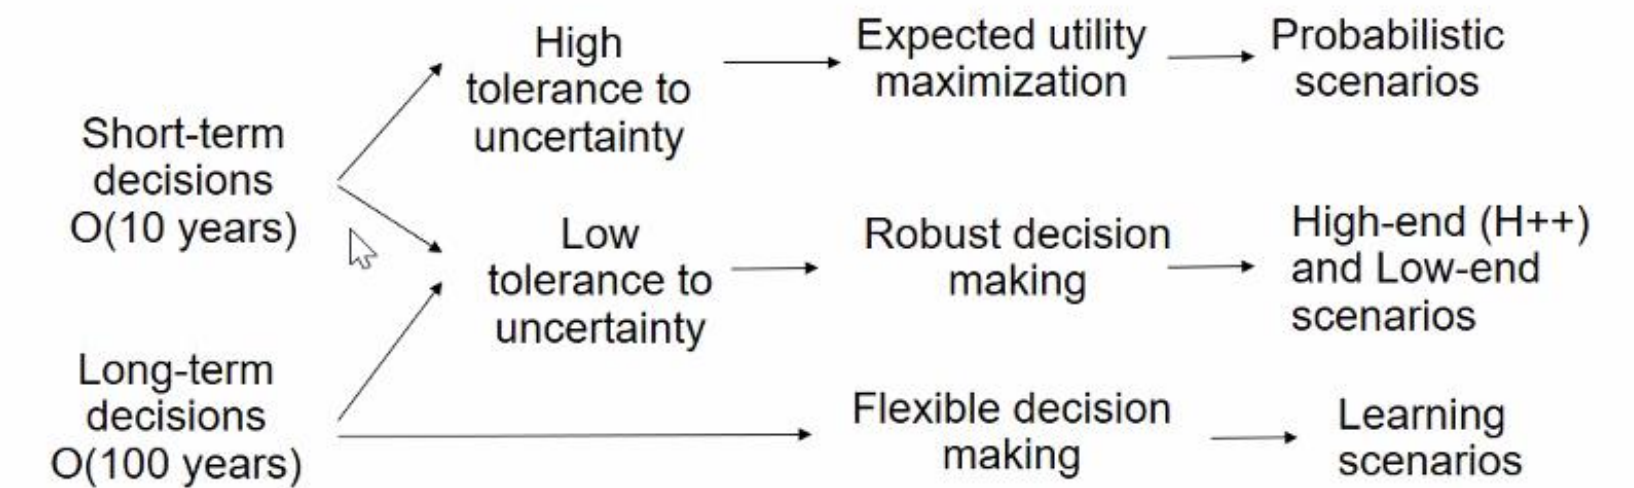 High
tolerance to
uncertainty
Expected utility
maximization
Probabilistic
scenarios
Short-term
decisions
O(10 years)
Low
tolerance to
uncertainty
Robust decision
making
High-end (H++)
and Low-end
scenarios
Long-term
decisions
O(100 years)
Flexible decision
making
Learning
scenarios